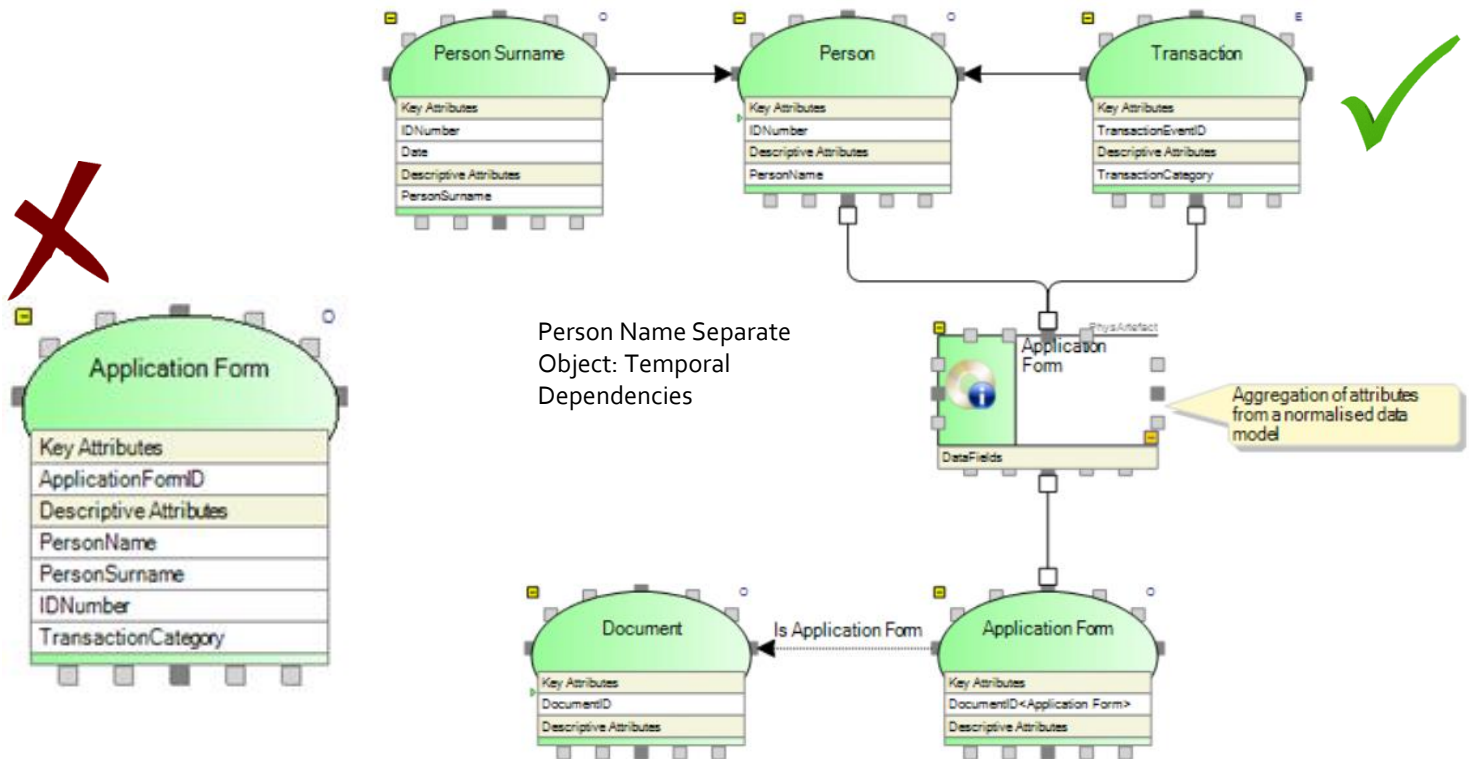 Person Surname
O
Key Attributes
IDNumber
Date
Descriptive Attributes
PersonSurname
Person
O
Key Attributes
IDNumber
Descriptive Attributes
PersonName
Transaction
E
Key Attributes
TransactionEventID
Descriptive Attributes
TransactionCategory
Application Form
O
Key Attributes
ApplicationFormID
Descriptive Attributes
PersonName
PersonSurname
IDNumber
TransactionCategory
Person Name Separate
Object: Temporal
Dependencies
PhysArtefact
Application
Form
i
DataFields
Aggregation of attributes
from a normalised data
model
Document
O
Key Attributes
DocumentID
Descriptive Attributes
Is Application Form
Application Form
O
Key Attributes
DocumentID<Application Form>
Descriptive Attributes